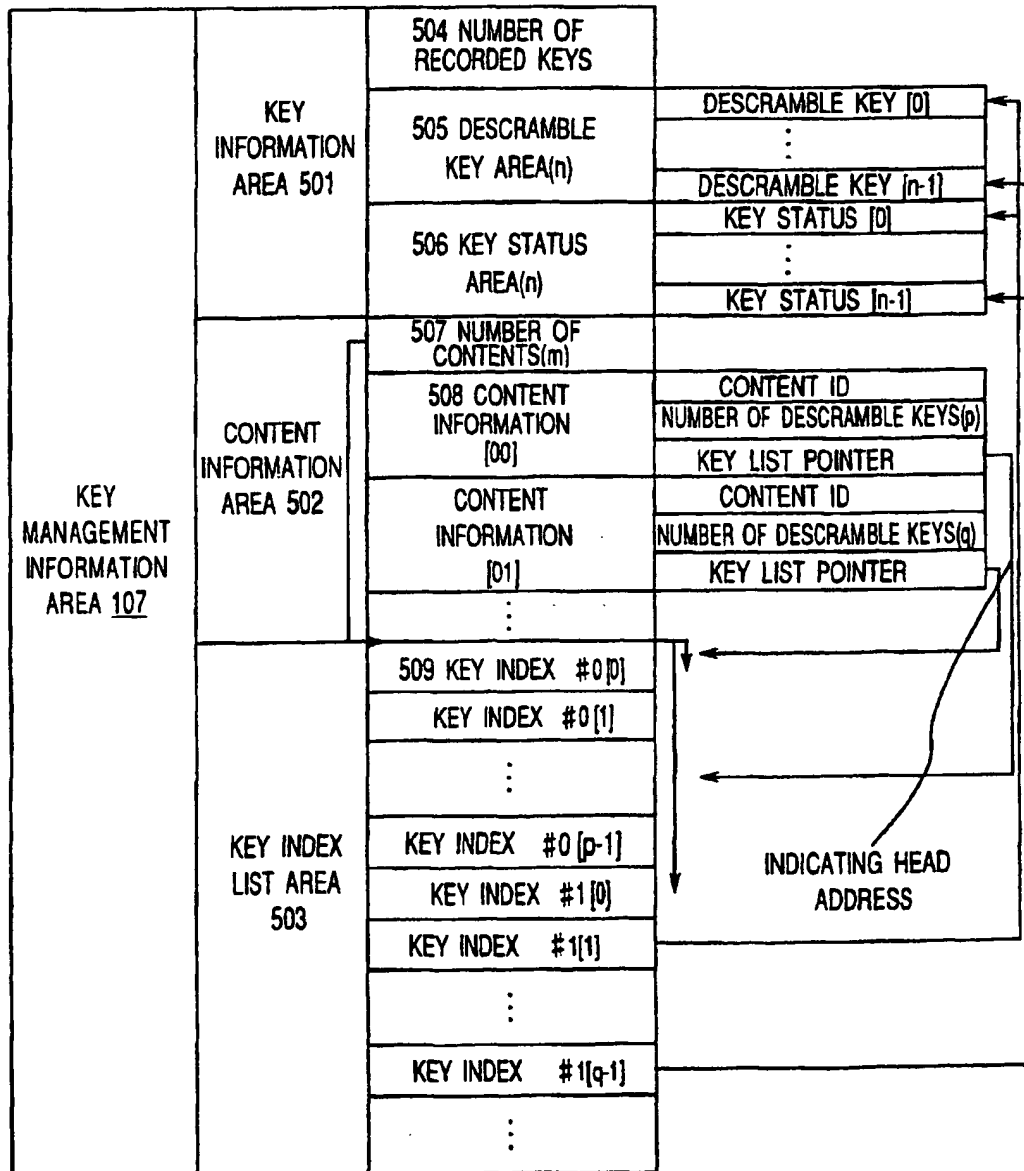 KEY
MANAGEMENT
INFORMATION
AREA 107
KEY
INFORMATION
AREA 501
504 NUMBER OF
RECORDED KEYS
505 DESCRAMBLE
KEY AREA(n)
DESCRAMBLE KEY [0]
⋮
DESCRAMBLE KEY [n-1]
506 KEY STATUS
AREA(n)
KEY STATUS [0]
⋮
KEY STATUS [n-1]
CONTENT
INFORMATION
AREA 502
507 NUMBER OF
CONTENTS(m)
508 CONTENT
INFORMATION
[00]
CONTENT ID
NUMBER OF DESCRAMBLE KEYS(p)
KEY LIST POINTER
CONTENT
INFORMATION
[01]
CONTENT ID
NUMBER OF DESCRAMBLE KEYS(q)
KEY LIST POINTER
⋮
KEY INDEX
LIST AREA
503
509 KEY INDEX #0[0]
KEY INDEX #0[1]
⋮
KEY INDEX #0[p-1]
KEY INDEX #1[0]
KEY INDEX #1[1]
⋮
KEY INDEX #1[q-1]
⋮
INDICATING HEAD
ADDRESS